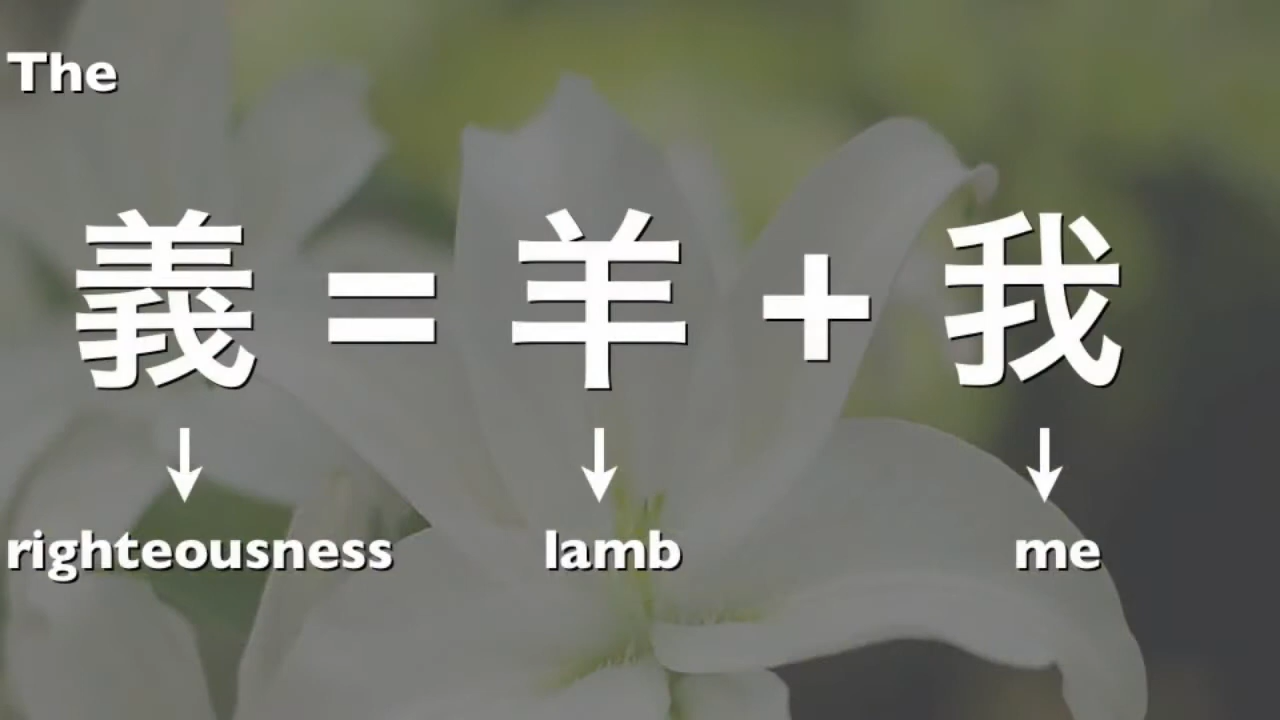 The
義 = 羊 + 我
↓ ↓ ↓
righteousness lamb me